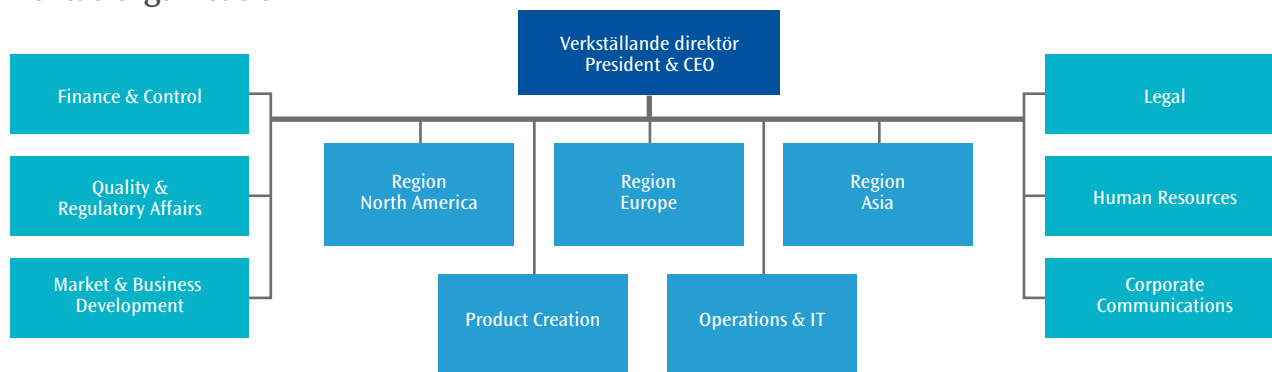 Verkställande direktör
President & CEO
Finance & Control
Legal
Region
North America
Region
Europe
Region
Asia
Quality &
Regulatory Affairs
Human Resources
Market & Business
Development
Product Creation
Operations & IT
Corporate
Communications